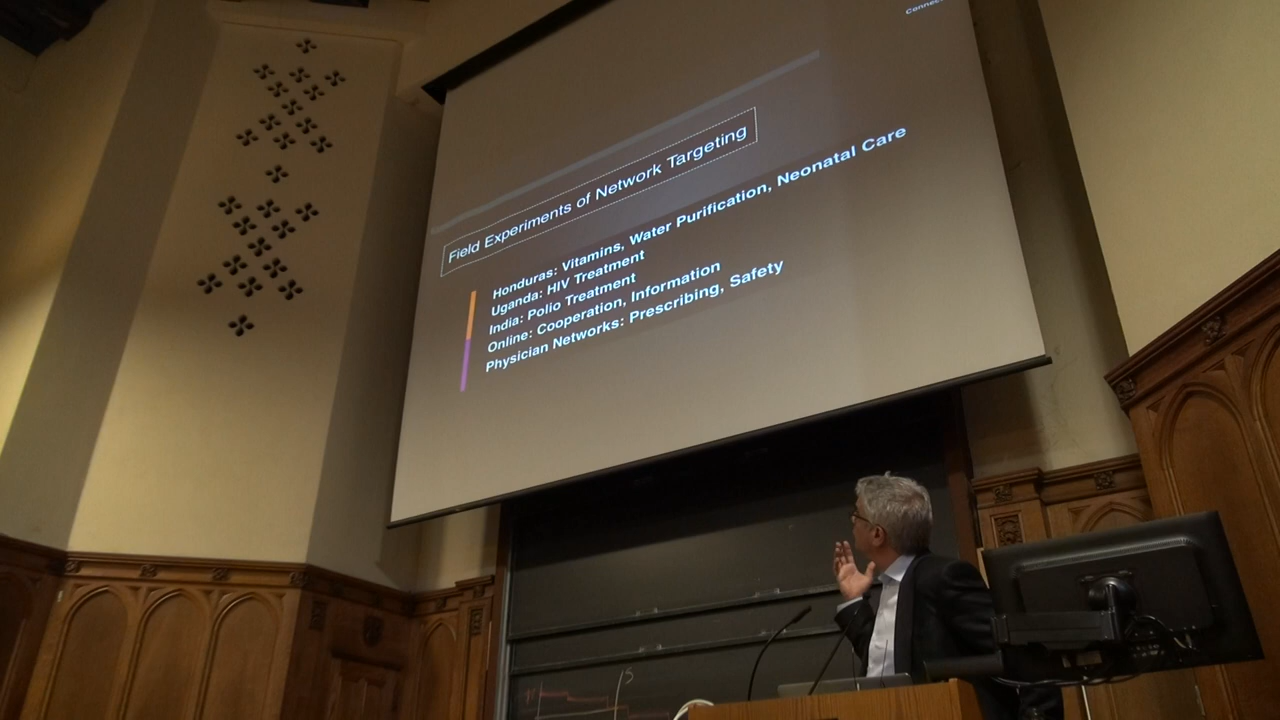 Field Experiments of Network Targeting
Honduras: Vitamins, Water Purification, Neonatal Care
Uganda: HIV Treatment
India: Polio Treatment
Online: Cooperation, Information
Physician Networks: Prescribing, Safety